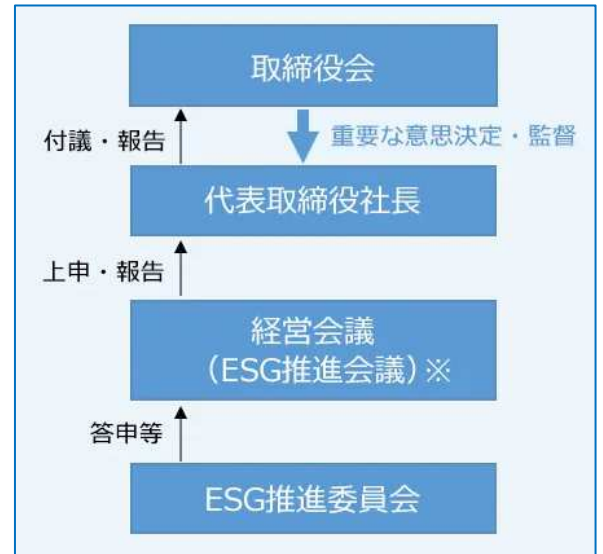 取締役会
付議・報告
重要な意思決定・監督
代表取締役社長
上申・報告
経営会議
（ESG推進会議）※
答申等
ESG推進委員会